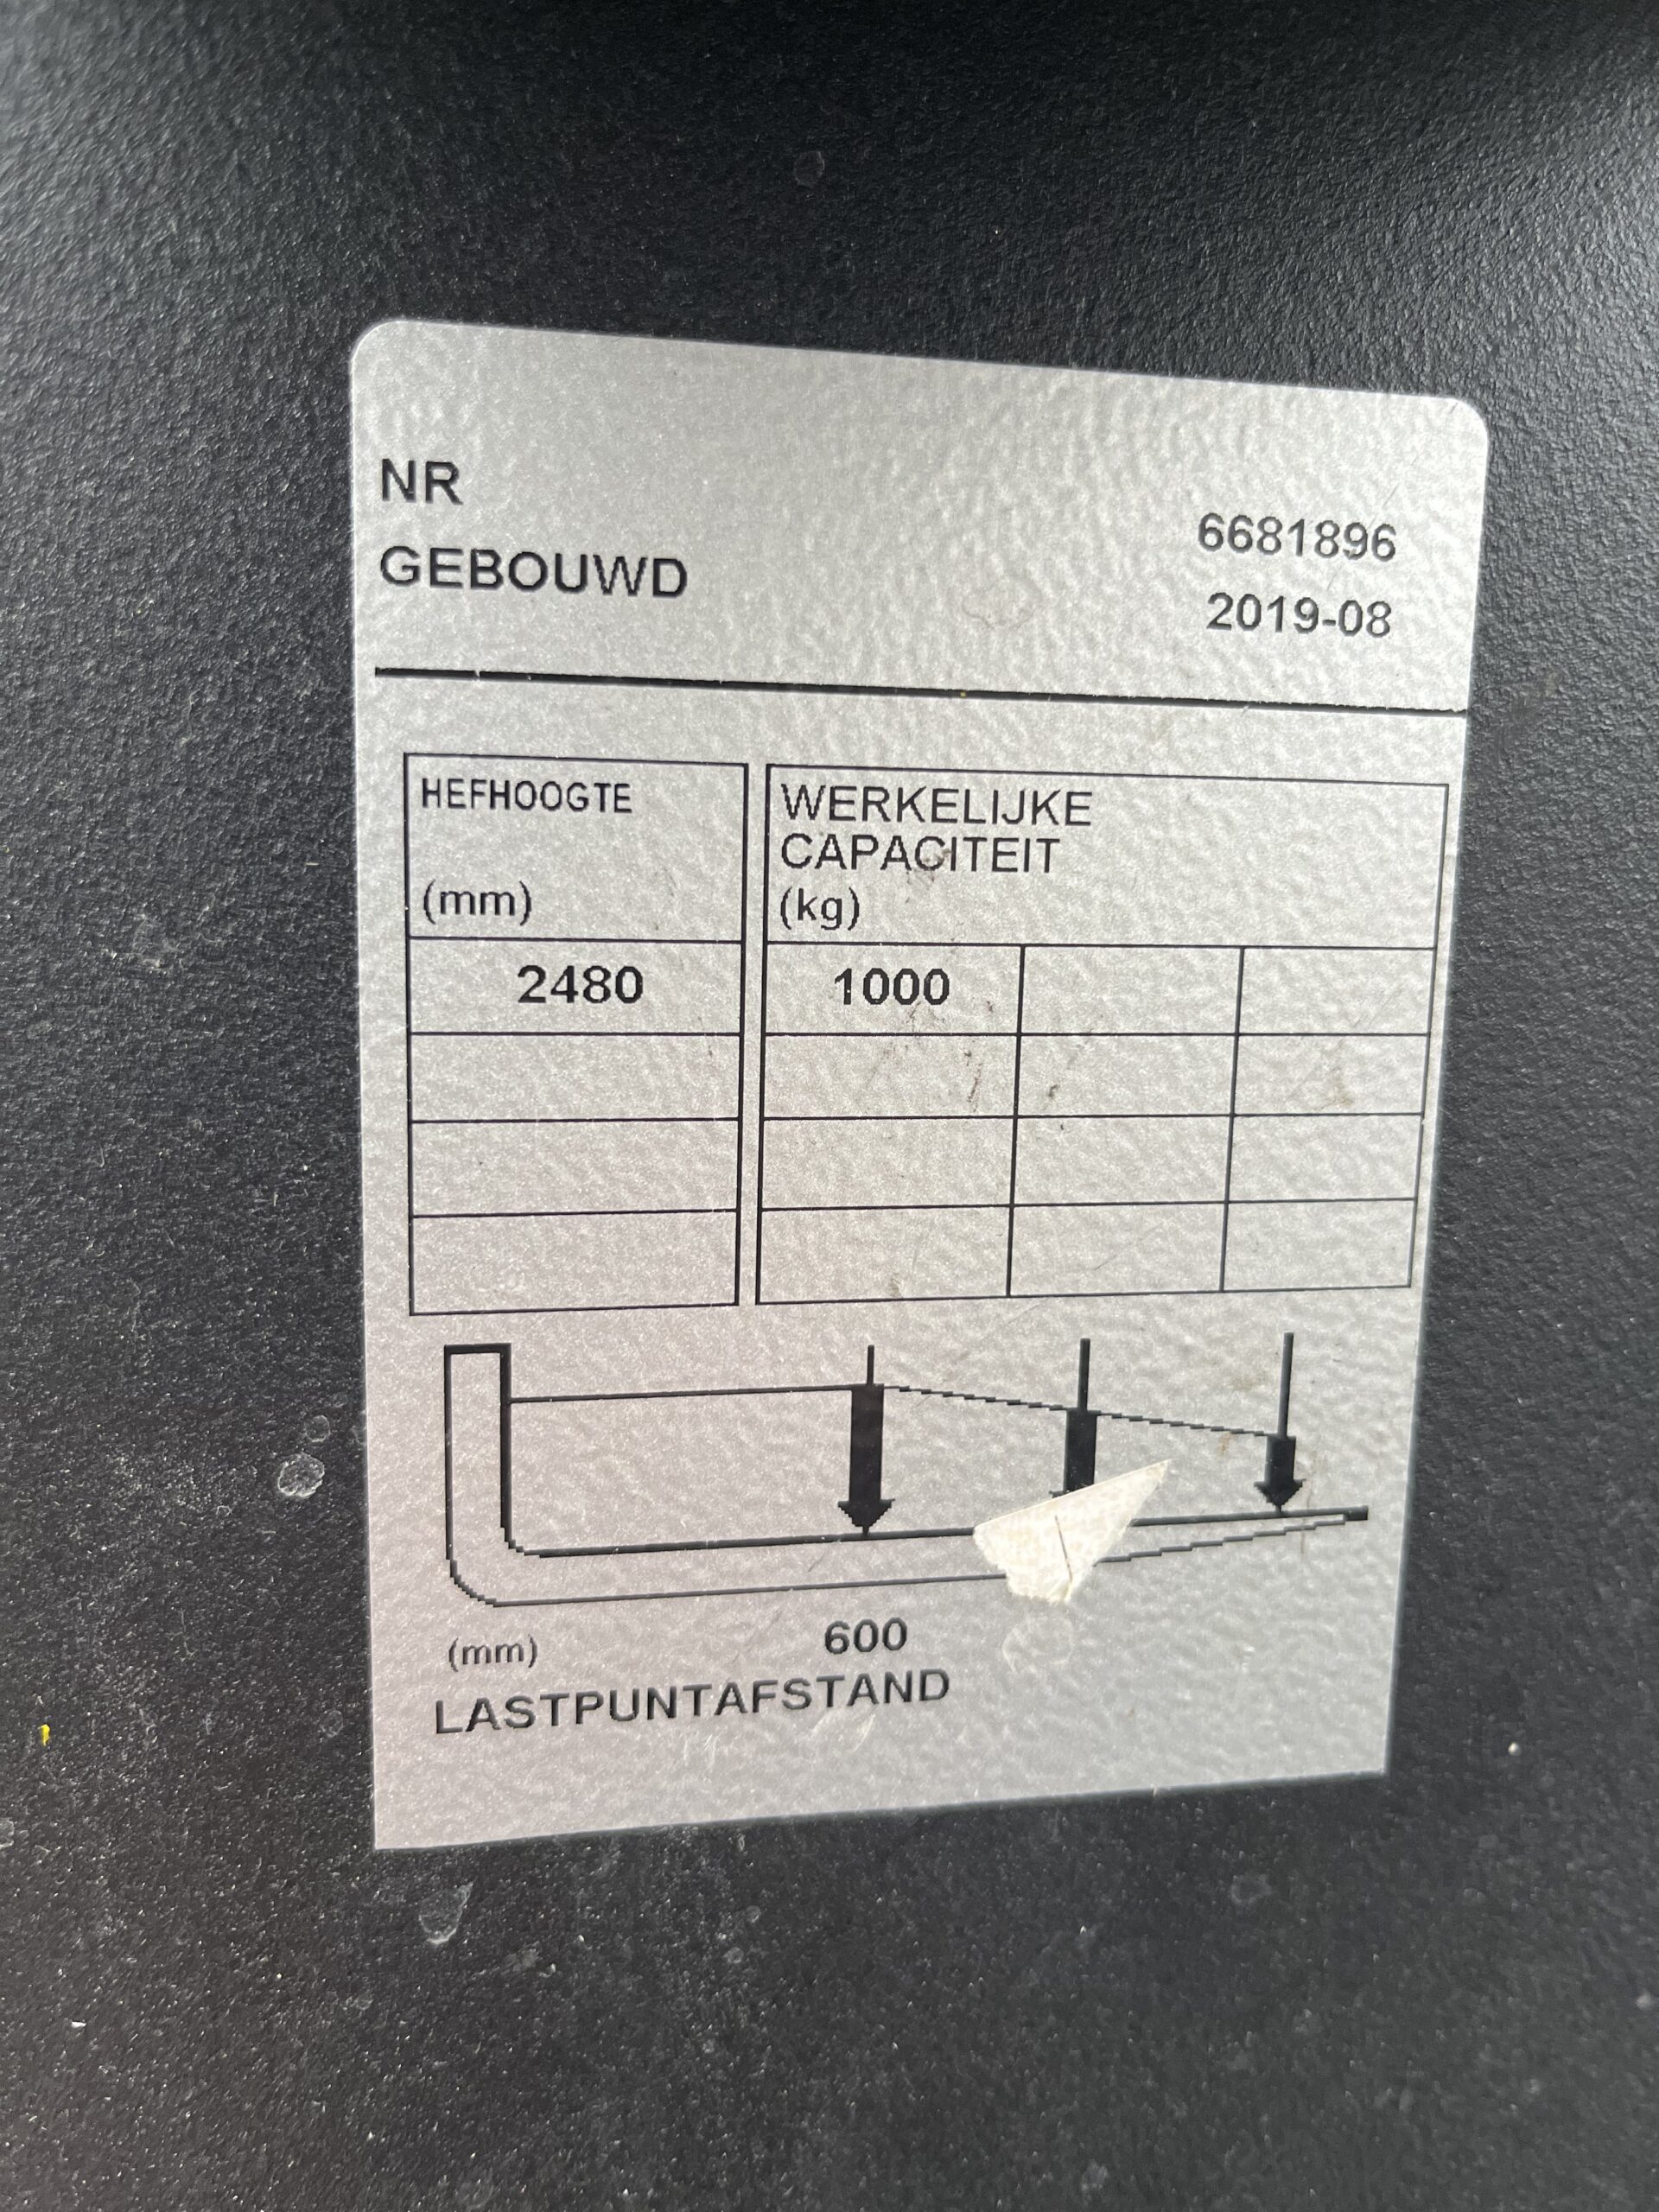 NR 6681896
GEBOUWD 2019-08
HEFHOOGTE
(mm)
WERKELIJKE
CAPACITEIT
(kg)
2480 1000
(mm) 600
LASTPUNTAFSTAND